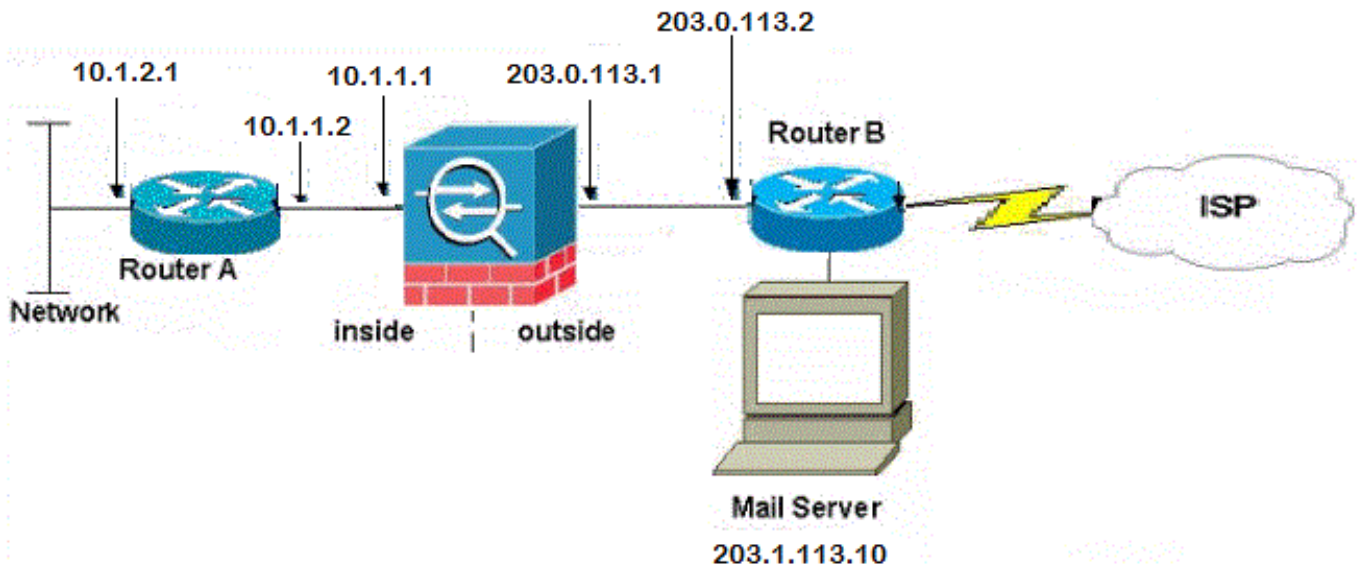 203.0.113.2
10.1.2.1
10.1.1.1
203.0.113.1
10.1.1.2
Router B
ISP
Router A
Network
inside
outside
Mail Server
203.1.113.10